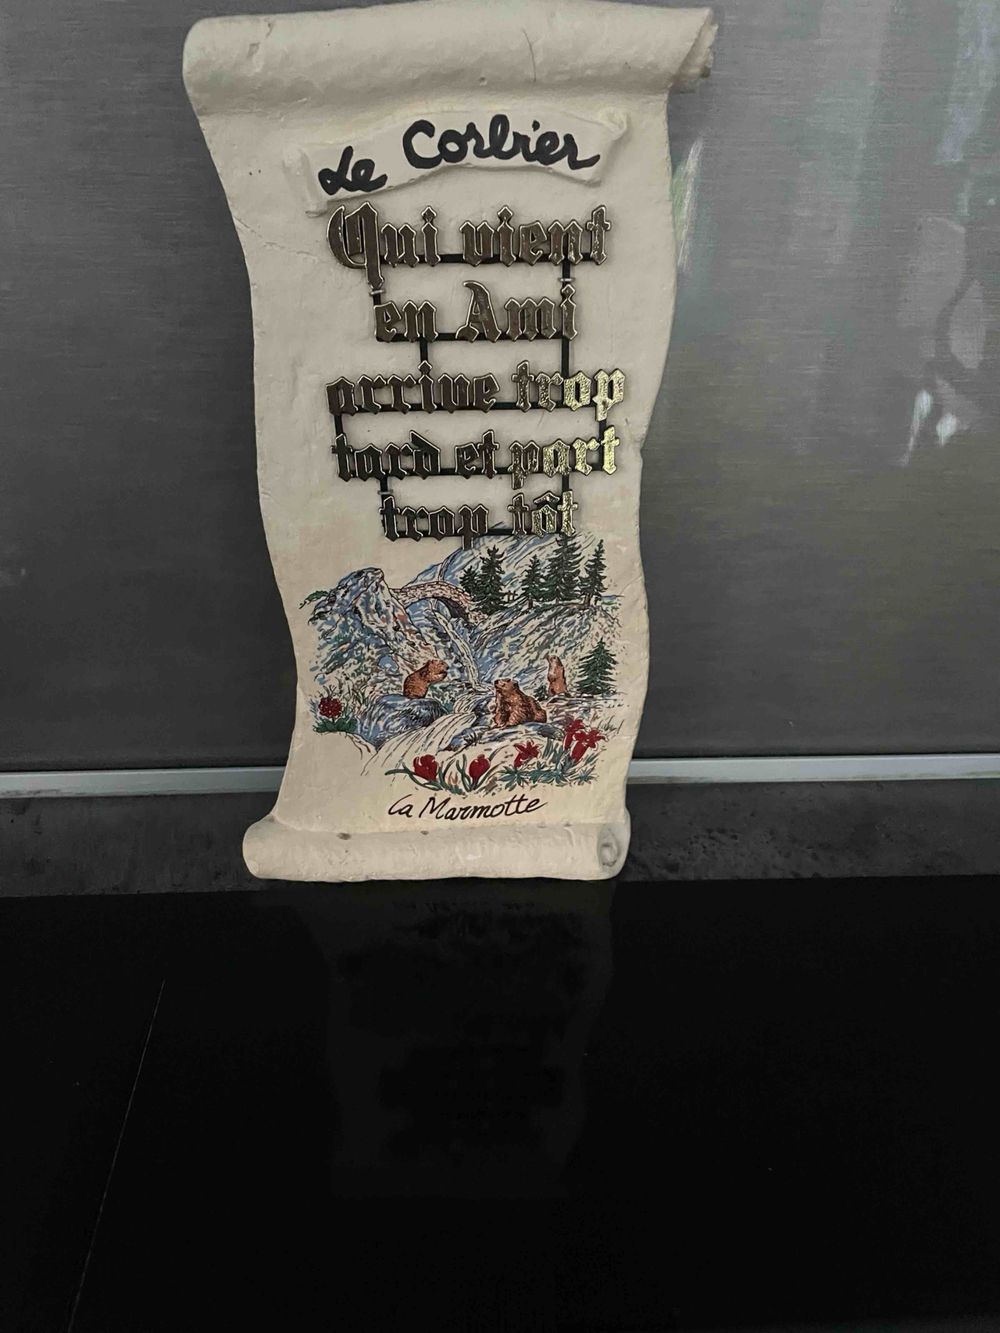 Le Corbier
Qui vient
en Ami
arrive trop
tard et part
trop tôt
La Marmotte